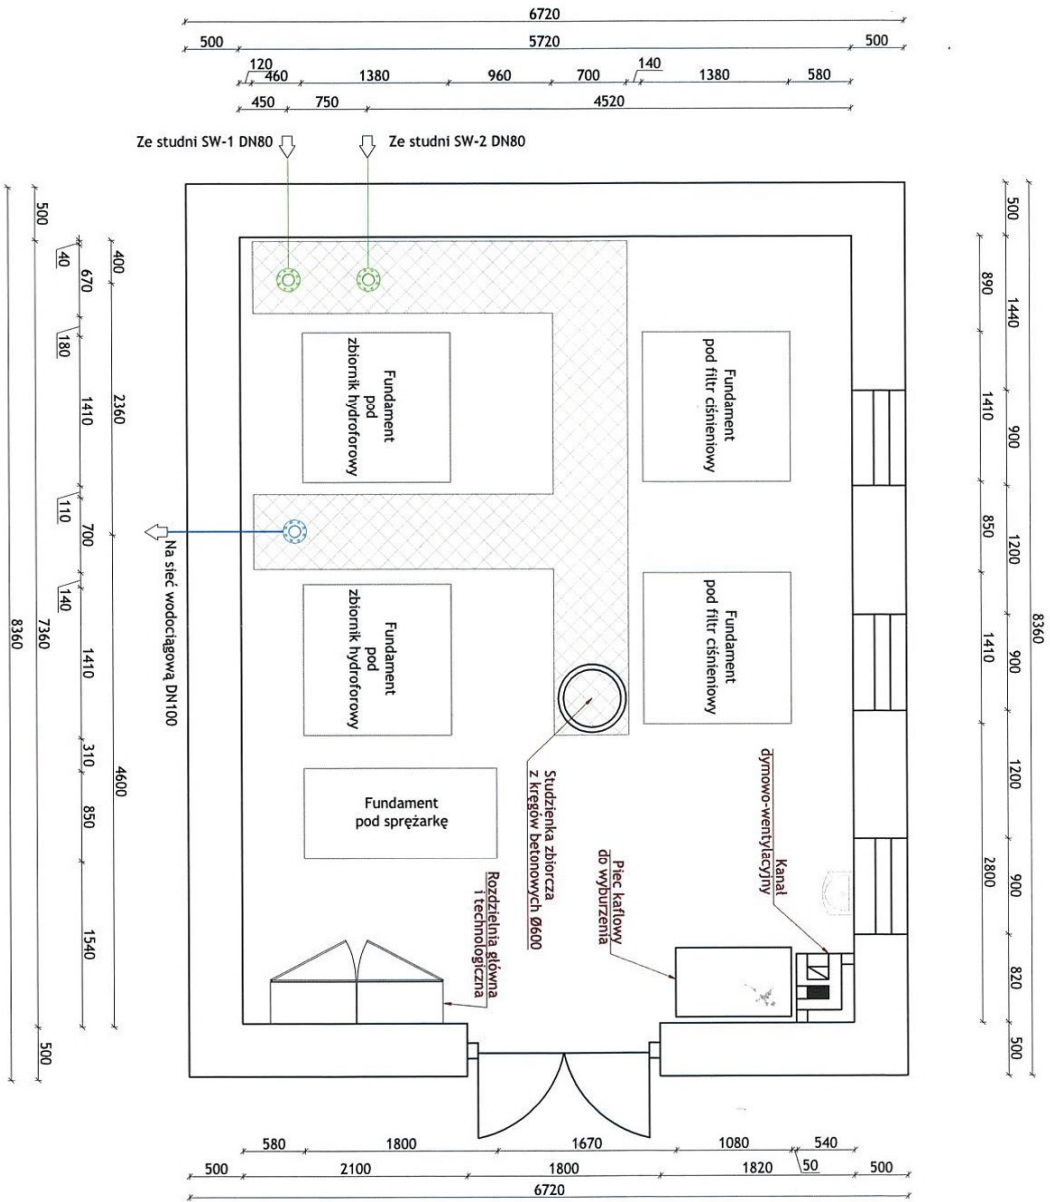 6720
500
5720
500
120
460
1380
960
700
140
1380
580
450
750
4520
Ze studni SW-1 DN80
Ze studni SW-2 DN80
8360
500
7360
500
40
670
180
1410
110
700
140
1410
310
850
1540
400
2360
4600
Na sieć wodociągową DN100
Fundament
pod
zbiornik hydroforowy
Fundament
pod filtr ciśnieniowy
Fundament
pod
zbiornik hydroforowy
Fundament
pod filtr ciśnieniowy
Fundament
pod sprężarkę
Studzienka zbiorcza
z kręgów betonowych Ø600
Kanał
dymowo-wentylacyjny
Piec kaflowy
do wyburzenia
Rozdzielnia główna
i technologiczna
890
1410
850
1410
2800
500
1440
900
1200
900
1200
900
820
500
8360
580
1800
1670
1080
50
540
500
2100
1800
1820
500
6720